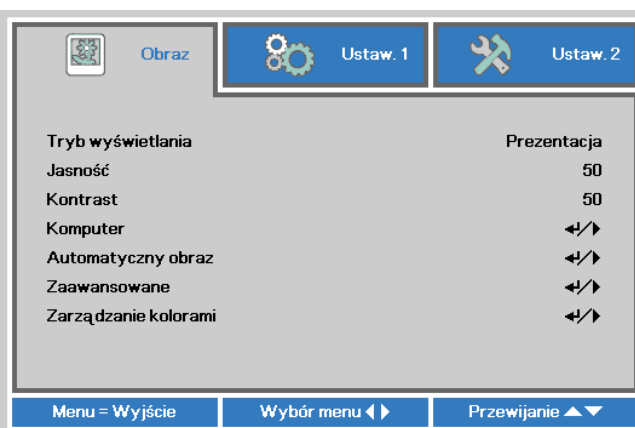 Obraz Ustaw. 1 Ustaw. 2
Tryb wyświetlania Prezentacja
Jasność 50
Kontrast 50
Komputer ↵/▶
Automatyczny obraz ↵/▶
Zaawansowane ↵/▶
Zarządzanie kolorami ↵/▶
Menu = Wyjście Wybór menu ◀ ▶ Przewijanie ▲▼